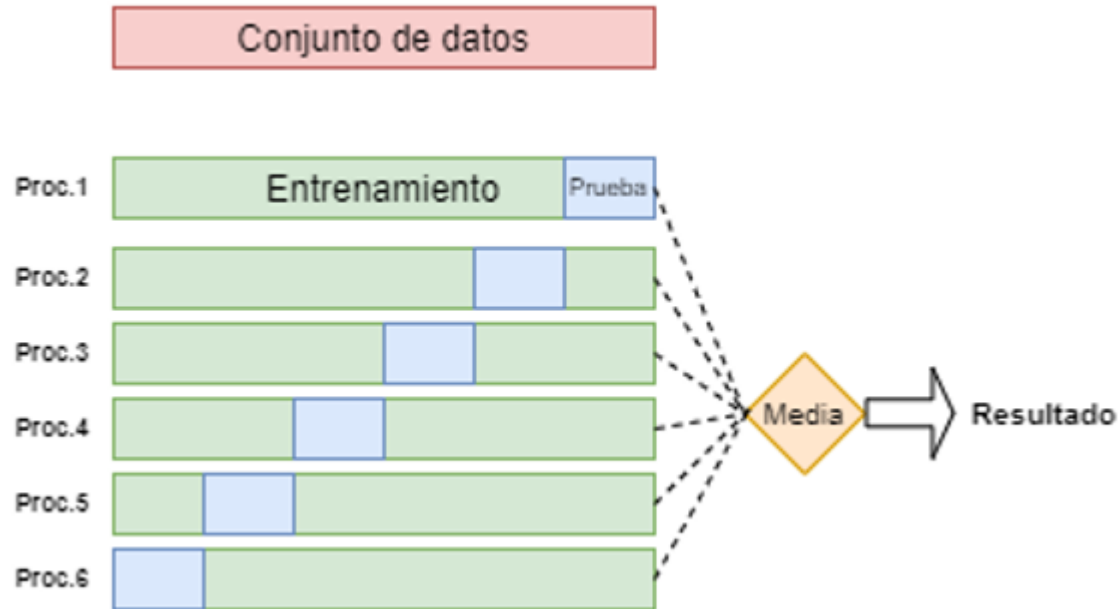 Conjunto de datos
Proc.1
Entrenamiento
Prueba
Proc.2
Proc.3
Proc.4
Media
Resultado
Proc.5
Proc.6